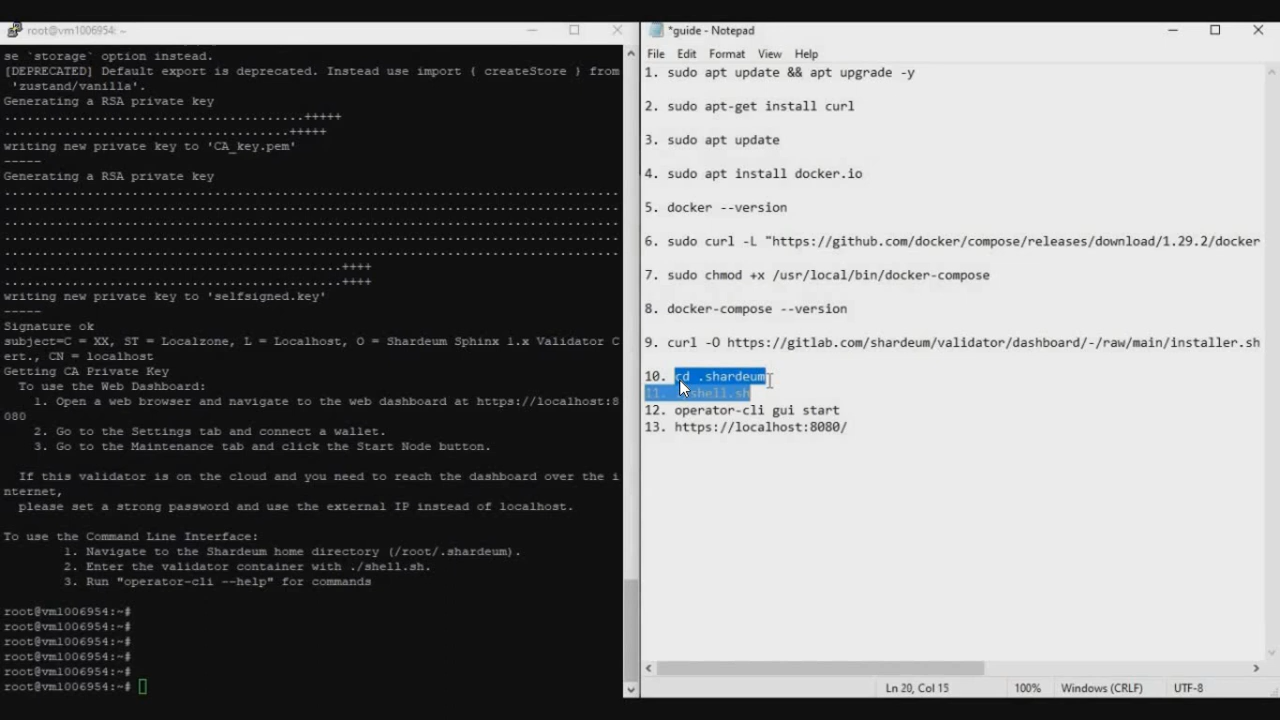 root@vm1006954: ~
se `storage` option instead.
[DEPRECATED] Default export is deprecated. Instead use import { createStore } from
'zustand/vanilla'.
Generating a RSA private key
.........................................+++++
.......................................+++++
writing new private key to 'CA_key.pem'
-----
Generating a RSA private key
...................................................................................
...................................................................................
...................................................................................
...................................................................................
...................................................................................
..............................................++++
..............................................++++
writing new private key to 'selfsigned.key'
-----
Signature ok
subject=C = XX, ST = Localzone, L = Localhost, O = Shardeum Sphinx 1.x Validator C
ert., CN = localhost
Getting CA Private Key
To use the Web Dashboard:
1. Open a web browser and navigate to the web dashboard at https://localhost:8
080
2. Go to the Settings tab and connect a wallet.
3. Go to the Maintenance tab and click the Start Node button.
If this validator is on the cloud and you need to reach the dashboard over the i
nternet,
please set a strong password and use the external IP instead of localhost.
To use the Command Line Interface:
1. Navigate to the Shardeum home directory (/root/.shardeum).
2. Enter the validator container with ./shell.sh.
3. Run "operator-cli --help" for commands
root@vm1006954:~#
root@vm1006954:~#
root@vm1006954:~#
root@vm1006954:~#
root@vm1006954:~#
root@vm1006954:~#
*guide - Notepad
File Edit Format View Help
1. sudo apt update && apt upgrade -y
2. sudo apt-get install curl
3. sudo apt update
4. sudo apt install docker.io
5. docker --version
6. sudo curl -L "https://github.com/docker/compose/releases/download/1.29.2/docker
7. sudo chmod +x /usr/local/bin/docker-compose
8. docker-compose --version
9. curl -O https://gitlab.com/shardeum/validator/dashboard/-/raw/main/installer.sh
10. cd .shardeum
11. shell.sh
12. operator-cli gui start
13. https://localhost:8080/
Ln 20, Col 15 100% Windows (CRLF) UTF-8